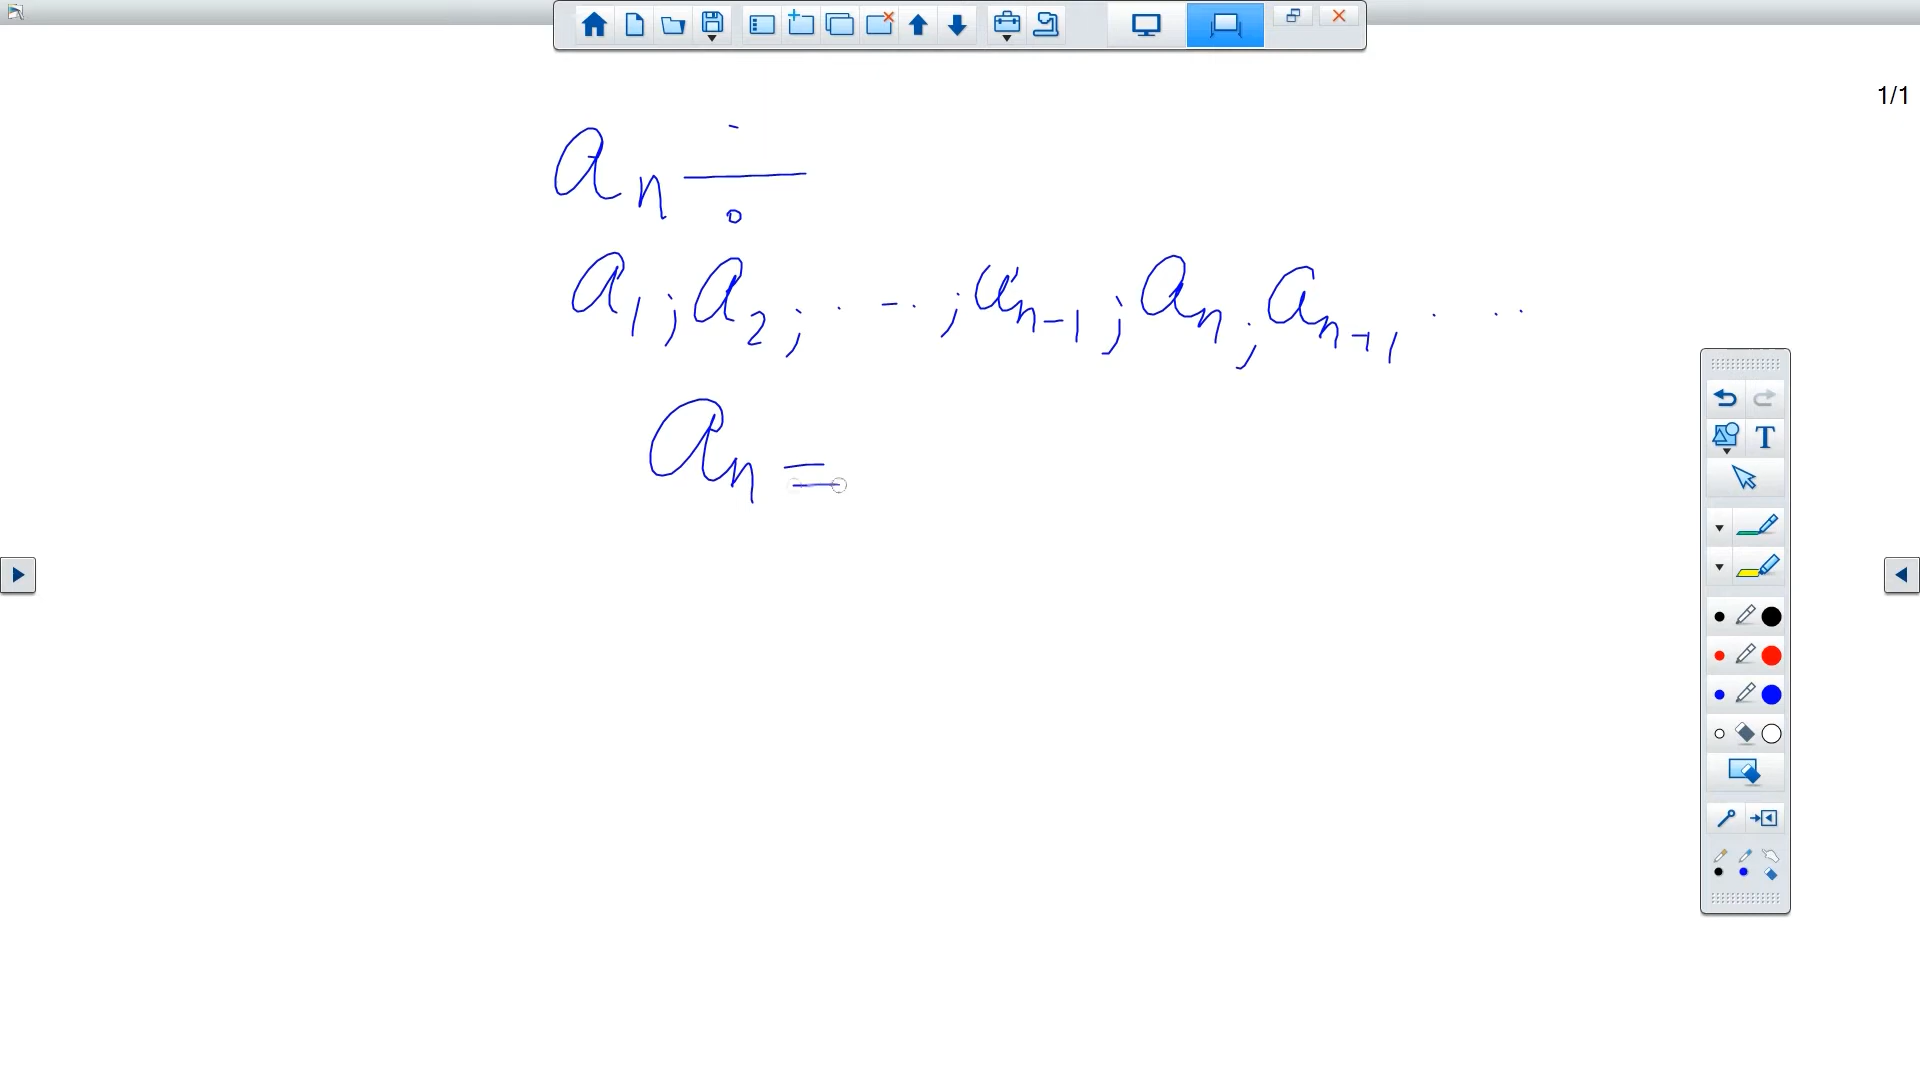 1/1
aₙ ÷
a₁; a₂; . - . . ; aₙ₋₁; aₙ; aₙ₊₁ . . .
aₙ =
T